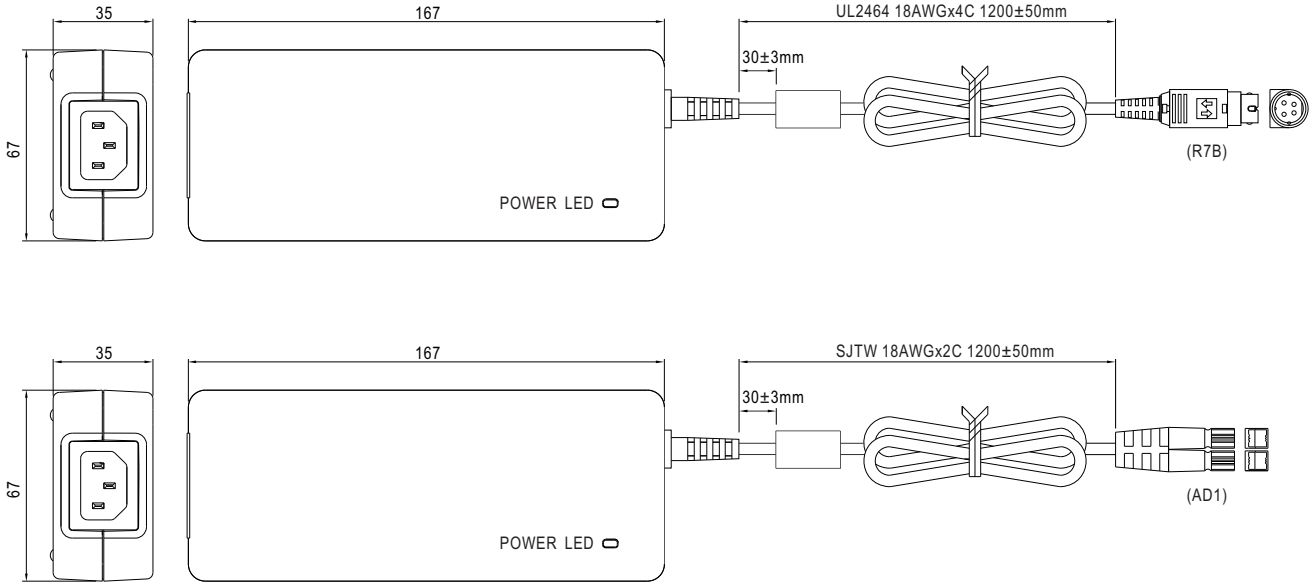 35
167
UL2464 18AWGx4C 1200±50mm
30±3mm
67
POWER LED
(R7B)
35
167
SJTW 18AWGx2C 1200±50mm
30±3mm
67
POWER LED
(AD1)